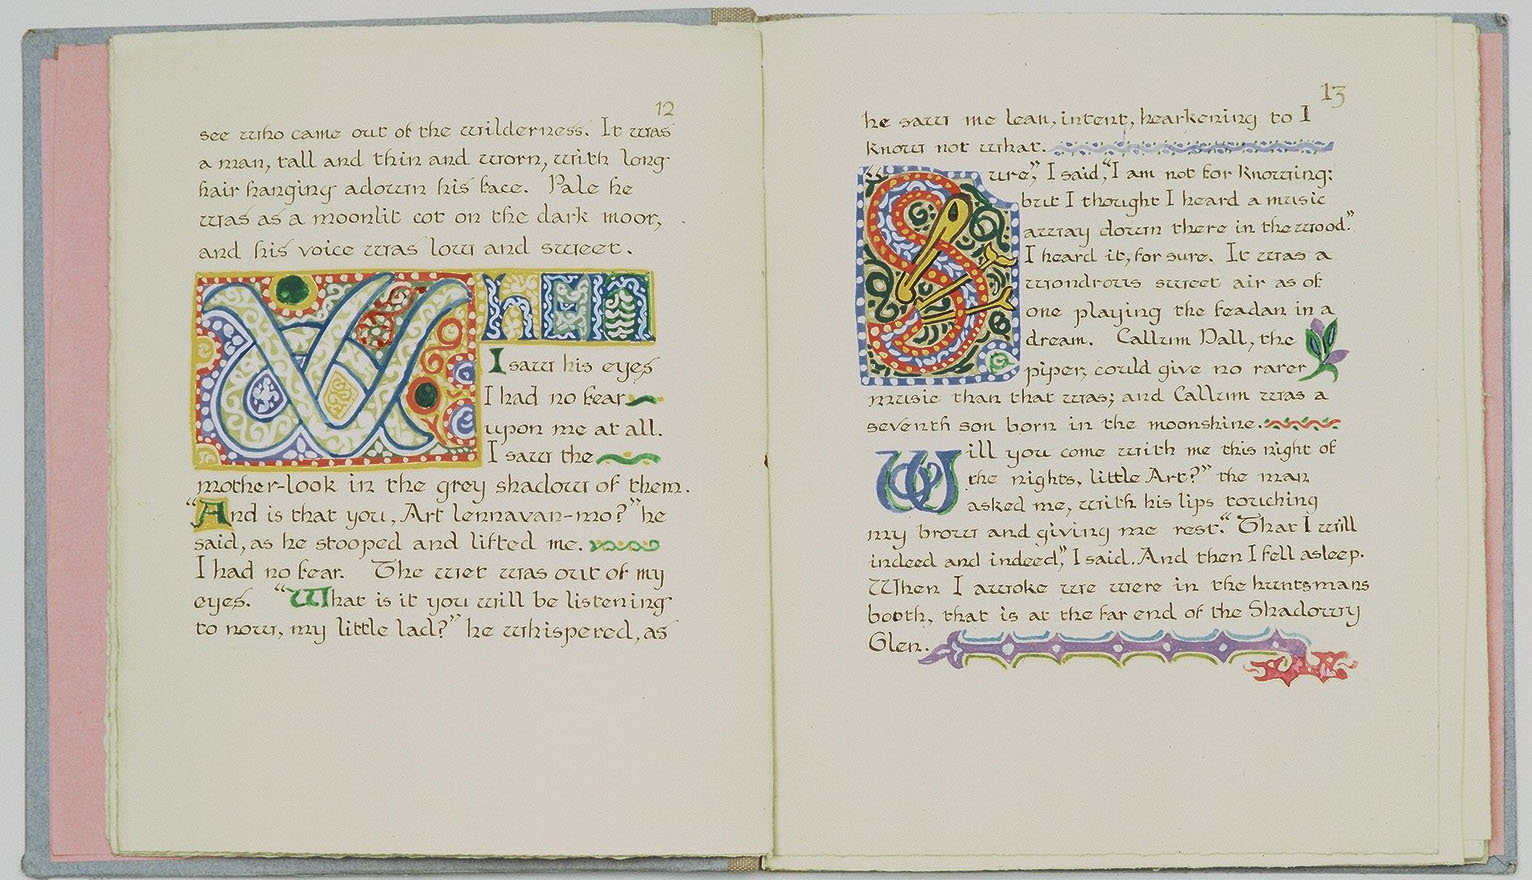 12
see who came out of the wilderness. It was
a man, tall and thin and worn, with long
hair hanging adown his face. Pale he
was as a moonlit cot on the dark moor,
and his voice was low and sweet.
When
I saw his eyes
I had no fear
upon me at all.
I saw the
mother-look in the grey shadow of them.
"And is that you, Art lennavan-mo?" he
said, as he stooped and lifted me.
I had no fear. The wet was out of my
eyes. "What is it you will be listening
to now, my little lad?" he whispered, as
13
he saw me lean, intent, hearkening to I
know not what.
"Sure," I said, "I am not for knowing:
but I thought I heard a music
away down there in the wood."
I heard it, for sure. It was a
wondrous sweet air as of
one playing the feadan in a
dream. Callum Dall, the
piper, could give no rarer
music than that was; and Callum was a
seventh son born in the moonshine.
Will you come with me this night of
the nights, little Art?" the man
asked me, with his lips touching
my brow and giving me rest. "That I will
indeed and indeed," I said. And then I fell asleep.
When I awoke we were in the huntsmans
booth, that is at the far end of the Shadowy
Glen.